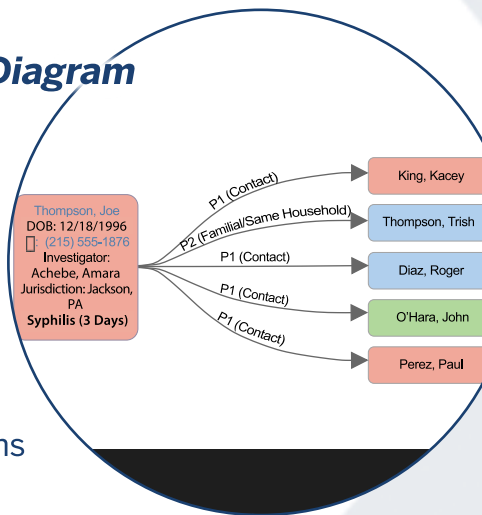 Diagram
Thompson, Joe
DOB: 12/18/1996
: (215) 555-1876
Investigator:
Achebe, Amara
Jurisdiction: Jackson,
PA
Syphilis (3 Days)
P1 (Contact)
P2 (Familial/Same Household)
P1 (Contact)
P1 (Contact)
P1 (Contact)
King, Kacey
Thompson, Trish
Diaz, Roger
O'Hara, John
Perez, Paul